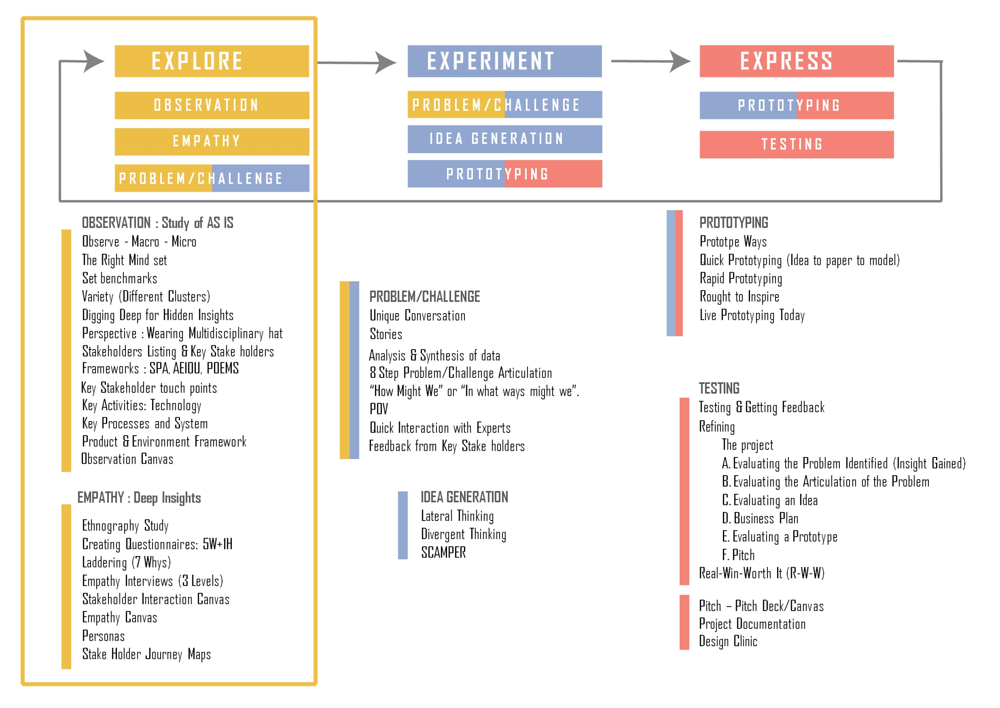 EXPLORE
OBSERVATION
EMPATHY
PROBLEM/CHALLENGE
EXPERIMENT
PROBLEM/CHALLENGE
IDEA GENERATION
PROTOTYPING
EXPRESS
PROTOTYPING
TESTING
OBSERVATION : Study of AS IS
Observe - Macro - Micro
The Right Mind set
Set benchmarks
Variety (Different Clusters)
Digging Deep for Hidden Insights
Perspective : Wearing Multidisciplinary hat
Stakeholders Listing & Key Stake holders
Frameworks : SPA, AEIOU, POEMS
Key Stakeholder touch points
Key Activities: Technology
Key Processes and System
Product & Environment Framework
Observation Canvas
EMPATHY : Deep Insights
Ethnography Study
Creating Questionnaires: 5W+1H
Laddering (7 Whys)
Empathy Interviews (3 Levels)
Stakeholder Interaction Canvas
Empathy Canvas
Personas
Stake Holder Journey Maps
PROBLEM/CHALLENGE
Unique Conversation
Stories
Analysis & Synthesis of data
8 Step Problem/Challenge Articulation
“How Might We” or “In what ways might we”.
POV
Quick Interaction with Experts
Feedback from Key Stake holders
IDEA GENERATION
Lateral Thinking
Divergent Thinking
SCAMPER
PROTOTYPING
Prototpe Ways
Quick Prototyping (Idea to paper to model)
Rapid Prototyping
Rought to Inspire
Live Prototyping Today
TESTING
Testing & Getting Feedback
Refining
The project
A. Evaluating the Problem Identified (Insight Gained)
B. Evaluating the Articulation of the Problem
C. Evaluating an Idea
D. Business Plan
E. Evaluating a Prototype
F. Pitch
Real-Win-Worth It (R-W-W)
Pitch – Pitch Deck/Canvas
Project Documentation
Design Clinic